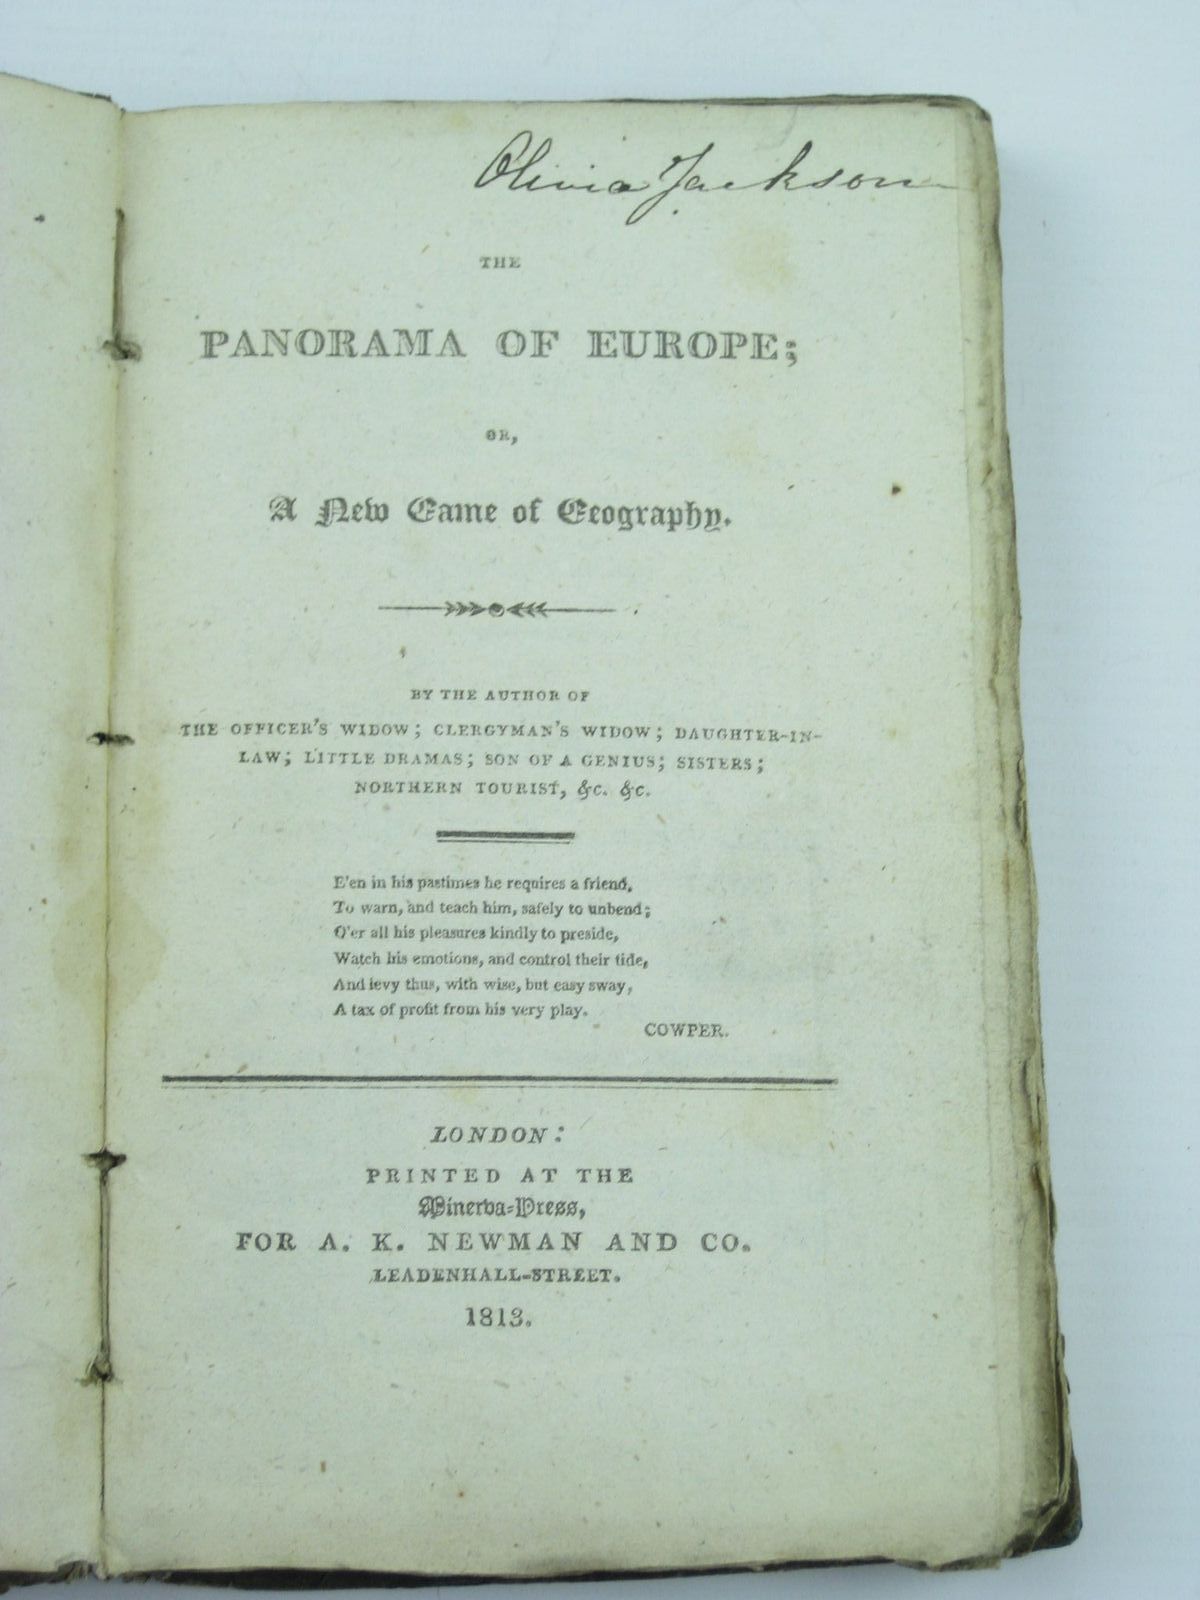 Olivia Jackson
THE
PANORAMA OF EUROPE;
OR,
A New Game of Geography.
BY THE AUTHOR OF
THE OFFICER'S WIDOW; CLERGYMAN'S WIDOW; DAUGHTER-IN-
LAW; LITTLE DRAMAS; SON OF A GENIUS; SISTERS;
NORTHERN TOURIST, &c. &c.
E'en in his pastimes he requires a friend,
To warn, and teach him, safely to unbend;
O'er all his pleasures kindly to preside,
Watch his emotions, and control their tide,
And levy thus, with wise, but easy sway,
A tax of profit from his very play.
COWPER.
LONDON:
PRINTED AT THE
Minerva-Press,
FOR A. K. NEWMAN AND CO.
LEADENHALL-STREET.
1813.